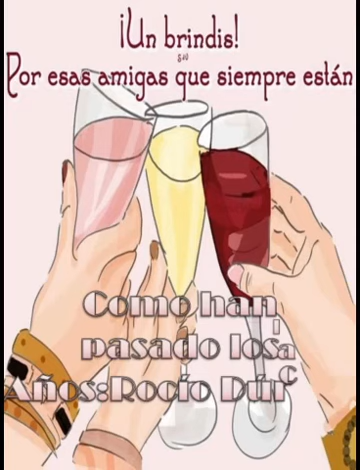 ¡Un brindis!
Por esas amigas que siempre están
Como han
pasado los
Años:Rocío Dúr